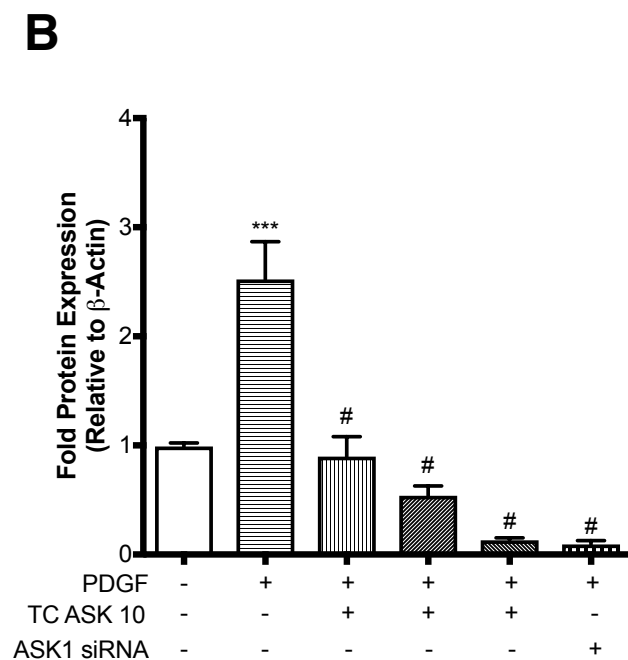 B
Fold Protein Expression
(Relative to β-Actin)
4
3
2
1
0
***
#
#
#
#
PDGF - + + + + +
TC ASK 10 - - + + + -
ASK1 siRNA - - - - - +